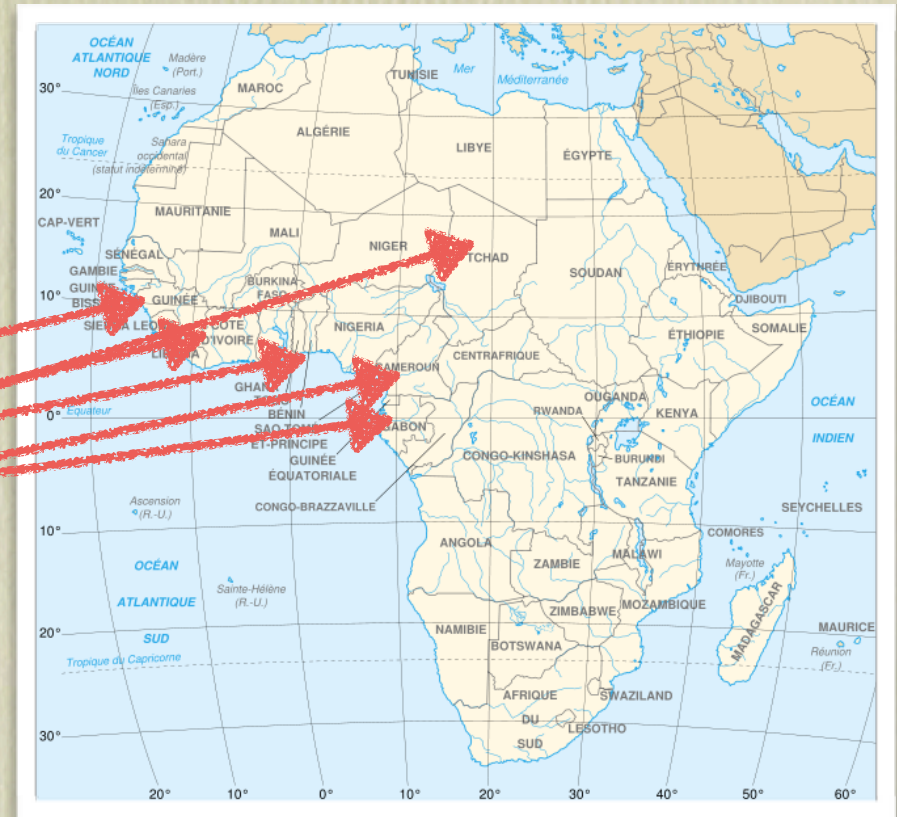 OCÉAN
ATLANTIQUE
NORD
Madère
(Port.)
Îles Canaries
(Esp.)
Mer
Méditerranée
TUNISIE
MAROC
30°
ALGÉRIE
LIBYE
ÉGYPTE
Tropique
du Cancer
Sahara
occidental
(statut indéterminé)
20°
MAURITANIE
CAP-VERT
MALI
NIGER
TCHAD
SOUDAN
ÉRYTHRÉE
SÉNÉGAL
GAMBIE
BURKINA
GUINÉE
10°
DJIBOUTI
NIGERIA
CÔTE
D'IVOIRE
ÉTHIOPIE
SOMALIE
CENTRAFRIQUE
CAMEROUN
GHANA
OUGANDA
Équateur
0°
BÉNIN
RWANDA
KENYA
OCÉAN
INDIEN
ET-PRINCIPE
GUINÉE
ÉQUATORIALE
CONGO-KINSHASA
BURUNDI
TANZANIE
CONGO-BRAZZAVILLE
Ascension
(R.-U.)
SEYCHELLES
10°
COMORES
ANGOLA
ZAMBIE
MALAWI
Mayotte
(Fr.)
OCÉAN
ATLANTIQUE
SUD
Sainte-Hélène
(R.-U.)
ZIMBABWE
MOZAMBIQUE
MADAGASCAR
20°
NAMIBIE
BOTSWANA
MAURICE
Réunion
(Fr.)
Tropique du Capricorne
AFRIQUE
DU
SUD
SWAZILAND
LESOTHO
30°
20° 10° 0° 10° 20° 30° 40° 50° 60°